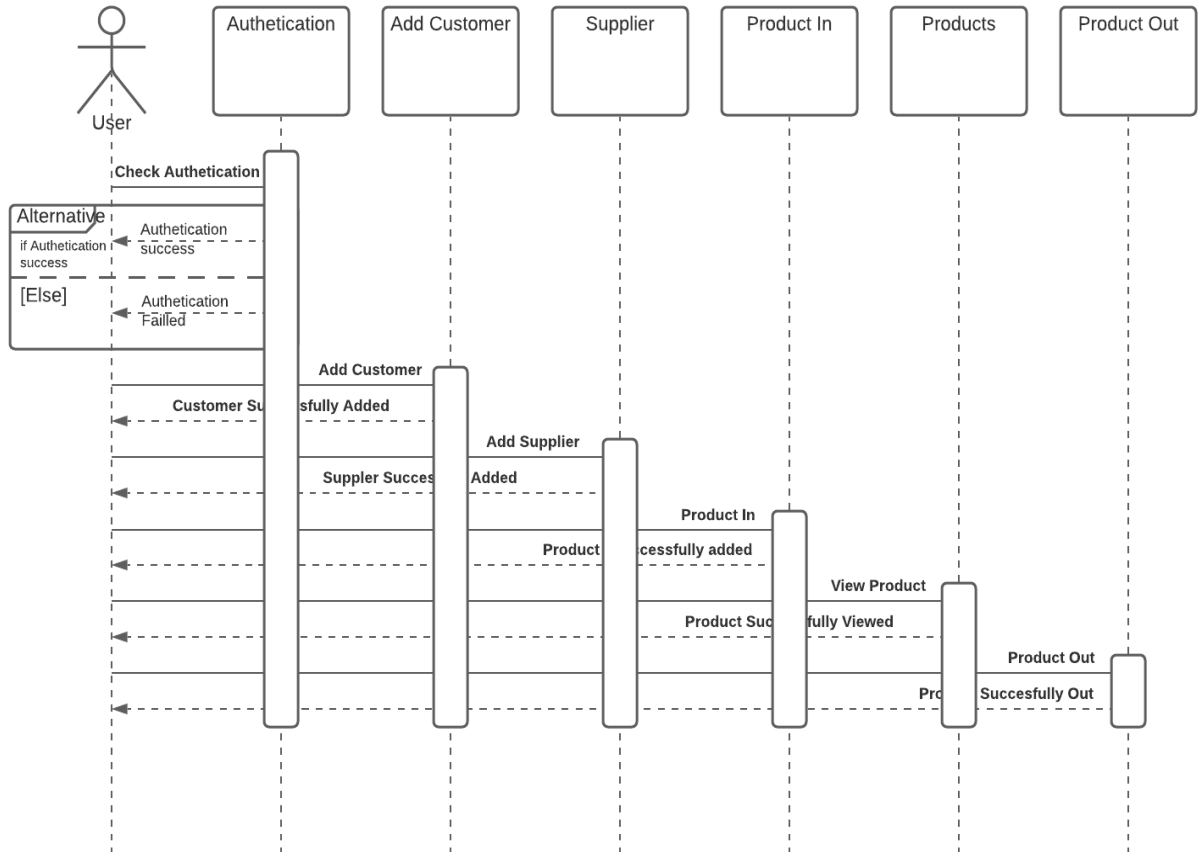 Authetication
Add Customer
Supplier
Product In
Products
Product Out
User
Check Authetication
Alternative
Authetication
success
if Authetication
success
[Else]
Authetication
Failled
Add Customer
Customer Su sfully Added
Add Supplier
Suppler Succes Added
Product In
Product cessfully added
View Product
Product Suc fully Viewed
Product Out
Pro Succesfully Out